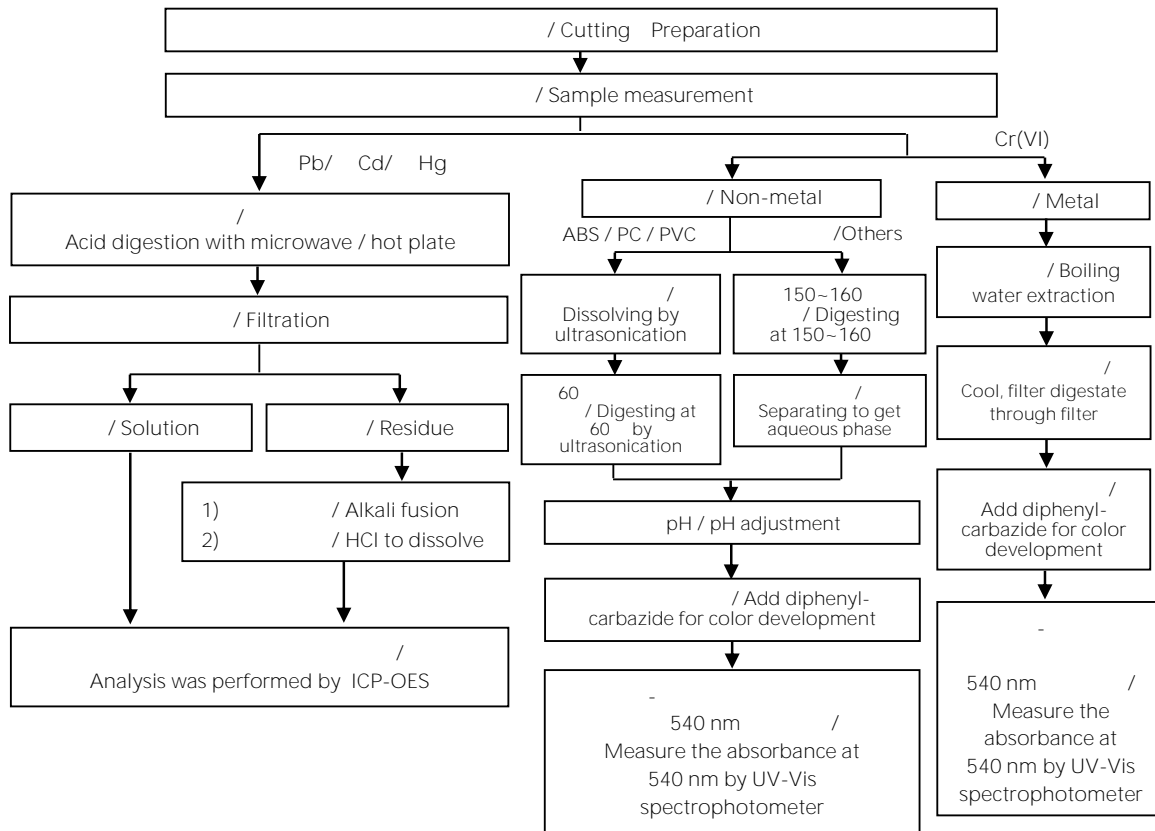 / Cutting Preparation
/ Sample measurement
Pb/ Cd/ Hg
Cr(VI)
/
Acid digestion with microwave / hot plate
/ Filtration
/ Solution
/ Residue
1) / Alkali fusion
2) / HCl to dissolve
/
Analysis was performed by ICP-OES
/ Non-metal
ABS / PC / PVC
/Others
/
Dissolving by
ultrasonication
150~160
/ Digesting
at 150~160
60
/ Digesting at
60 by
ultrasonication
/
Separating to get
aqueous phase
pH / pH adjustment
/ Add diphenyl-
carbazide for color development
-
540 nm /
Measure the absorbance at
540 nm by UV-Vis
spectrophotometer
/ Metal
/ Boiling
water extraction
/
Cool, filter digestate
through filter
/
Add diphenyl-
carbazide for color
development
-
540 nm /
Measure the
absorbance at
540 nm by UV-Vis
spectrophotometer